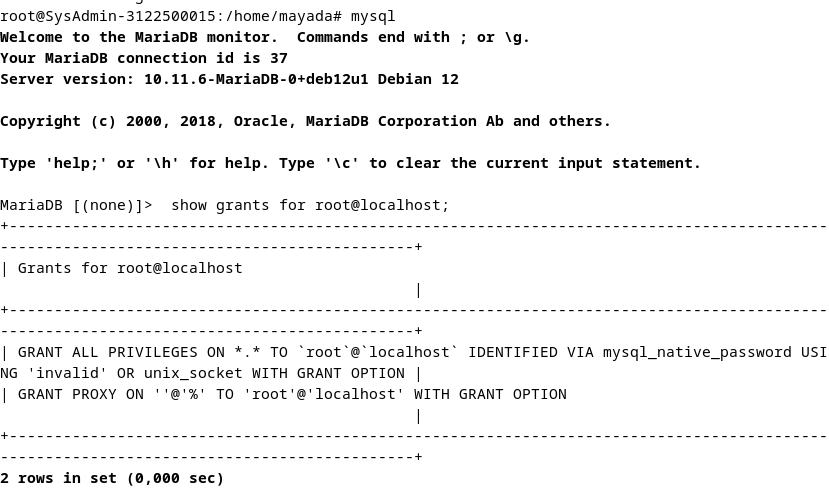 root@SysAdmin-3122500015:/home/mayada# mysql
Welcome to the MariaDB monitor.  Commands end with ; or \g.
Your MariaDB connection id is 37
Server version: 10.11.6-MariaDB-0+deb12u1 Debian 12
Copyright (c) 2000, 2018, Oracle, MariaDB Corporation Ab and others.
Type 'help;' or '\h' for help. Type '\c' to clear the current input statement.
MariaDB [(none)]>  show grants for root@localhost;
+-------------------------------------------------------------------------------------------
----------------------------------------------+
| Grants for root@localhost
                                              |
+-------------------------------------------------------------------------------------------
----------------------------------------------+
| GRANT ALL PRIVILEGES ON *.* TO `root`@`localhost` IDENTIFIED VIA mysql_native_password USI
NG 'invalid' OR unix_socket WITH GRANT OPTION |
| GRANT PROXY ON ''@'%' TO 'root'@'localhost' WITH GRANT OPTION
                                              |
+-------------------------------------------------------------------------------------------
----------------------------------------------+
2 rows in set (0,000 sec)